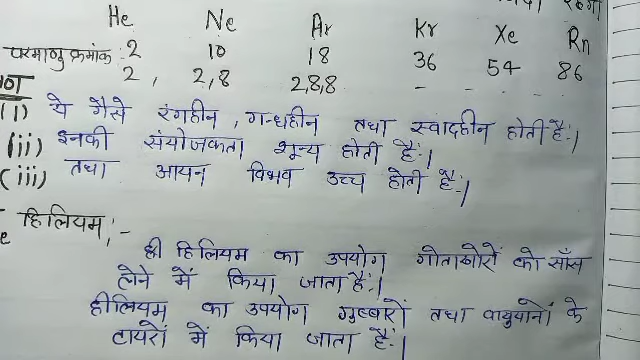 He Ne Ar Kr Xe Rn
परमाणु क्रमांक : 2 10 18 36 54 86
2, 2,8 2,8,8 - - -
(i) ये गैसे रंगहीन, गन्धहीन तथा स्वादहीन होती हैं।
(ii) इनकी संयोजकता शून्य होती हैं।
(iii) तथा आयन विभव उच्च होती हैं।
हिलियम :-
ही हिलियम का उपयोग गोताखोरों को साँस
लेने में किया जाता हैं।
हीलियम का उपयोग गुब्बारों तथा वायुयानों के
टायरों में किया जाता हैं।